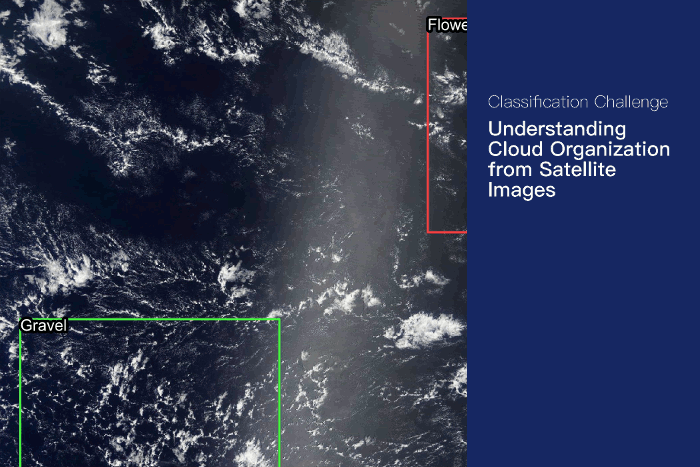 Flowe
Gravel
Classification Challenge
Understanding
Cloud Organization
from Satellite
Images